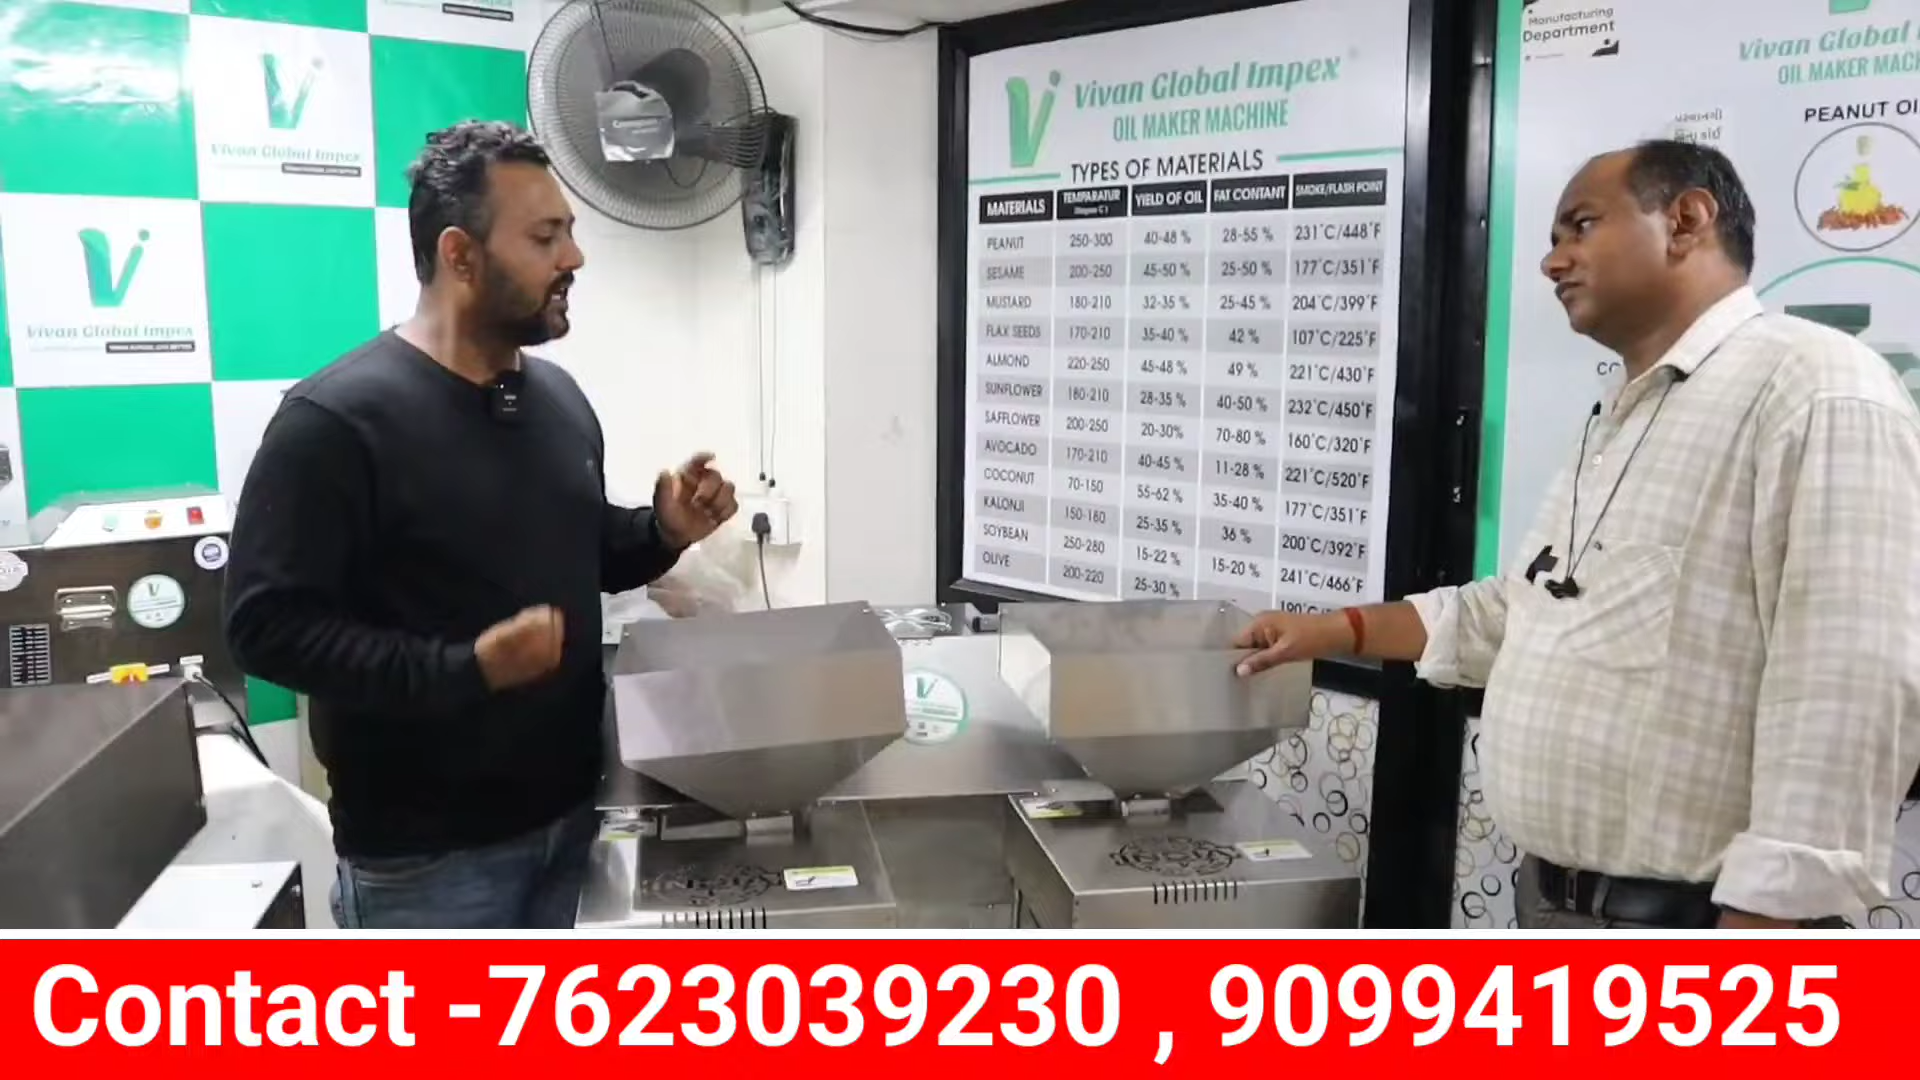 Vivan Global Impex
Vivan Global Impex
Vivan Global Impex
OIL MAKER MACHINE
TYPES OF MATERIALS
MATERIALS TEMPARATUR YIELD OF OIL FAT CONTANT SMOKE/FLASH POINT
PEANUT 250-300 40-48 % 28-55 % 231°C/448°F
SESAME 200-250 45-50 % 25-50 % 177°C/351°F
MUSTARD 180-210 32-35 % 25-45 % 204°C/399°F
FLAX SEEDS 170-210 35-40 % 42 % 107°C/225°F
ALMOND 220-250 45-48 % 49 % 221°C/430°F
SUNFLOWER 180-210 28-35 % 40-50 % 232°C/450°F
SAFFLOWER 200-250 20-30% 70-80 % 160°C/320°F
AVOCADO 170-210 40-45 % 11-28 % 221°C/520°F
COCONUT 70-150 55-62 % 35-40 % 177°C/351°F
KALONJI 150-180 25-35 % 36 % 200°C/392°F
SOYBEAN 250-280 15-22 % 15-20 % 241°C/466°F
OLIVE 200-220 25-30 %
Manufacturing
Department
Vivan Global
OIL MAKER MACH
PEANUT OI
Contact -7623039230 , 9099419525